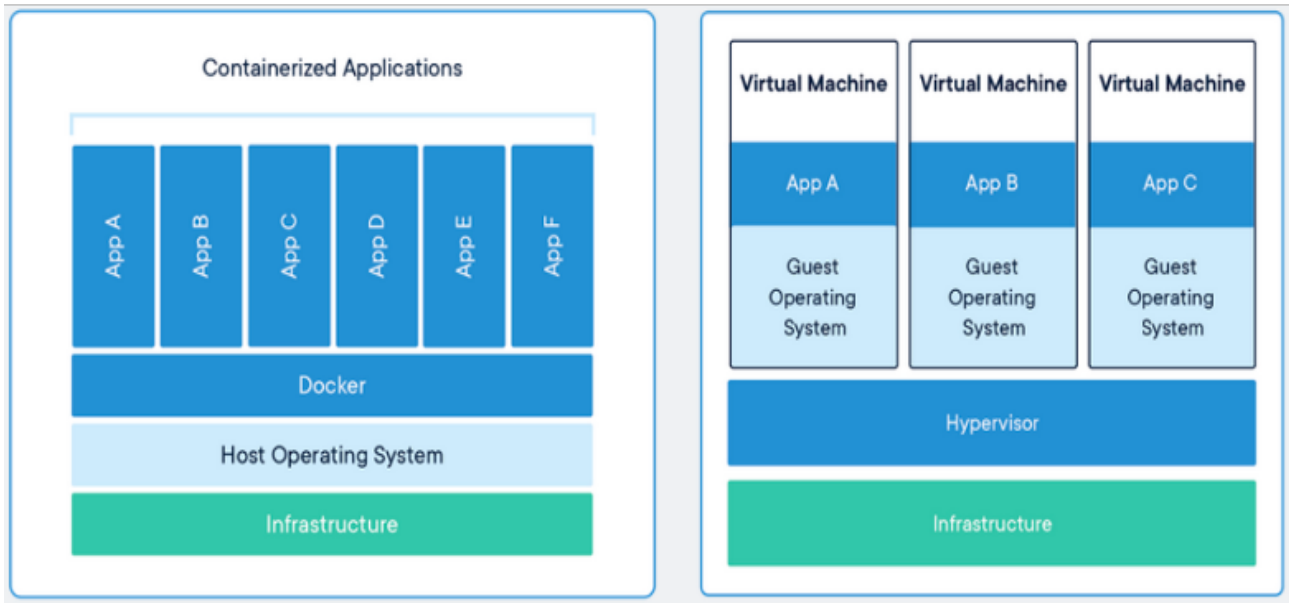 Containerized Applications
App A
App B
App C
App D
App E
App F
Docker
Host Operating System
Infrastructure
Virtual Machine
App A
Guest
Operating
System
Virtual Machine
App B
Guest
Operating
System
Virtual Machine
App C
Guest
Operating
System
Hypervisor
Infrastructure